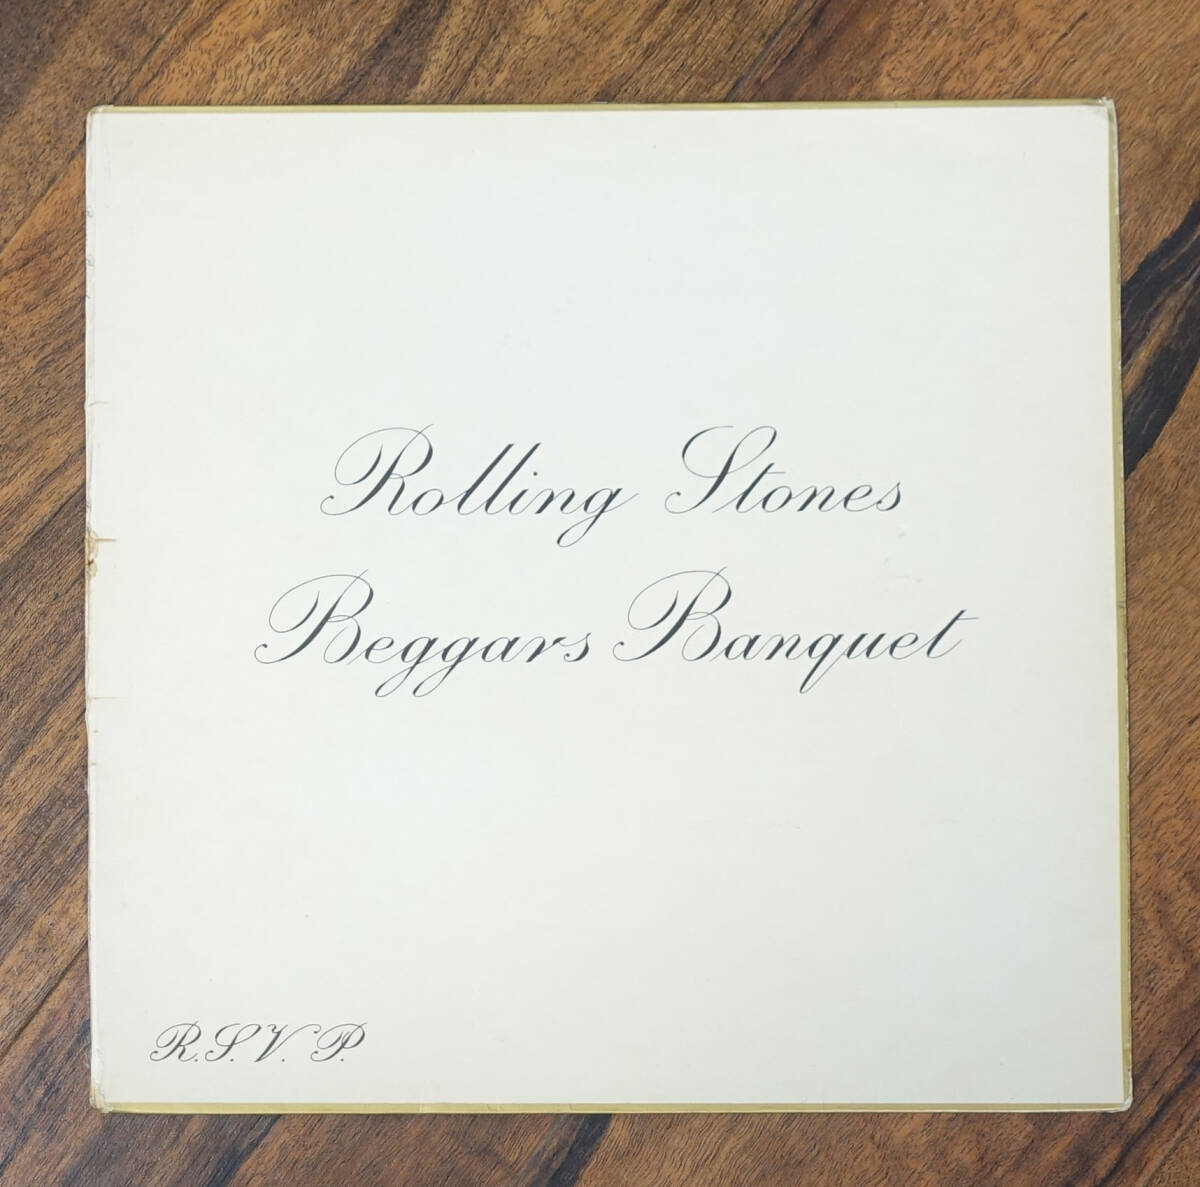 Rolling Stones
Beggars Banquet
R.S.V.P.